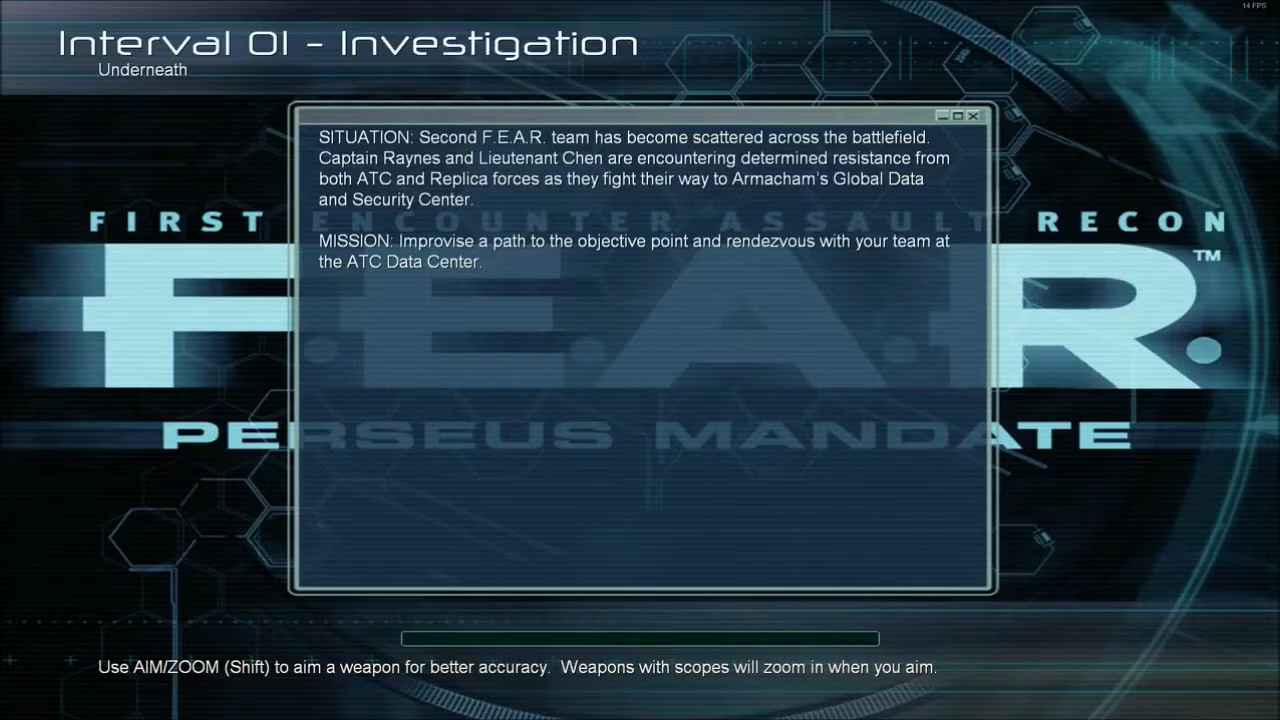 14 FPS
Interval 01 - Investigation
Underneath
SITUATION: Second F.E.A.R. team has become scattered across the battlefield.
Captain Raynes and Lieutenant Chen are encountering determined resistance from
both ATC and Replica forces as they fight their way to Armacham's Global Data
and Security Center.
MISSION: Improvise a path to the objective point and rendezvous with your team at
the ATC Data Center.
FIRST ENCOUNTER ASSAULT RECON
F.E.A.R.™
PERSEUS MANDATE
Use AIM/ZOOM (Shift) to aim a weapon for better accuracy. Weapons with scopes will zoom in when you aim.